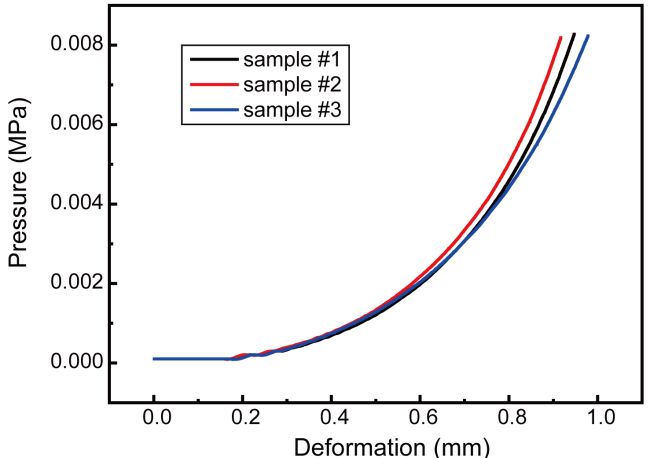 0.008
0.006
0.004
0.002
0.000
Pressure (MPa)
sample #1
sample #2
sample #3
0.0 0.2 0.4 0.6 0.8 1.0
Deformation (mm)